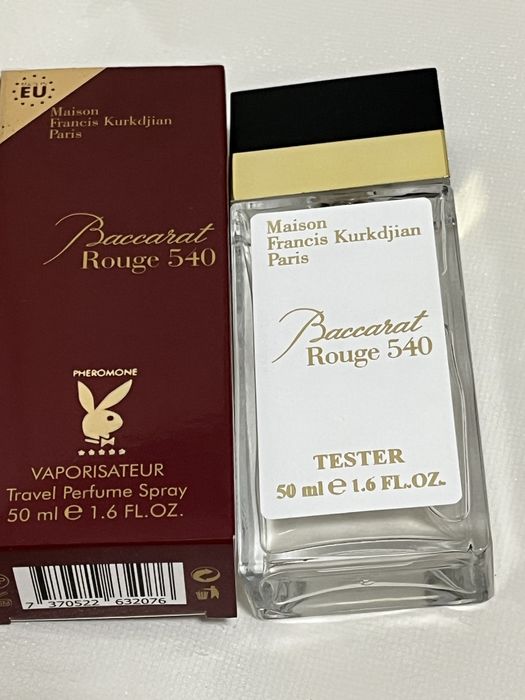 EU
Maison
Francis Kurkdjian
Paris
Baccarat
Rouge 540
PHEROMONE
VAPORISATEUR
Travel Perfume Spray
50 ml e 1.6 FL.OZ.
7 370522 632076
Maison
Francis Kurkdjian
Paris
Baccarat
Rouge 540
TESTER
50 ml e 1.6 FL.OZ.